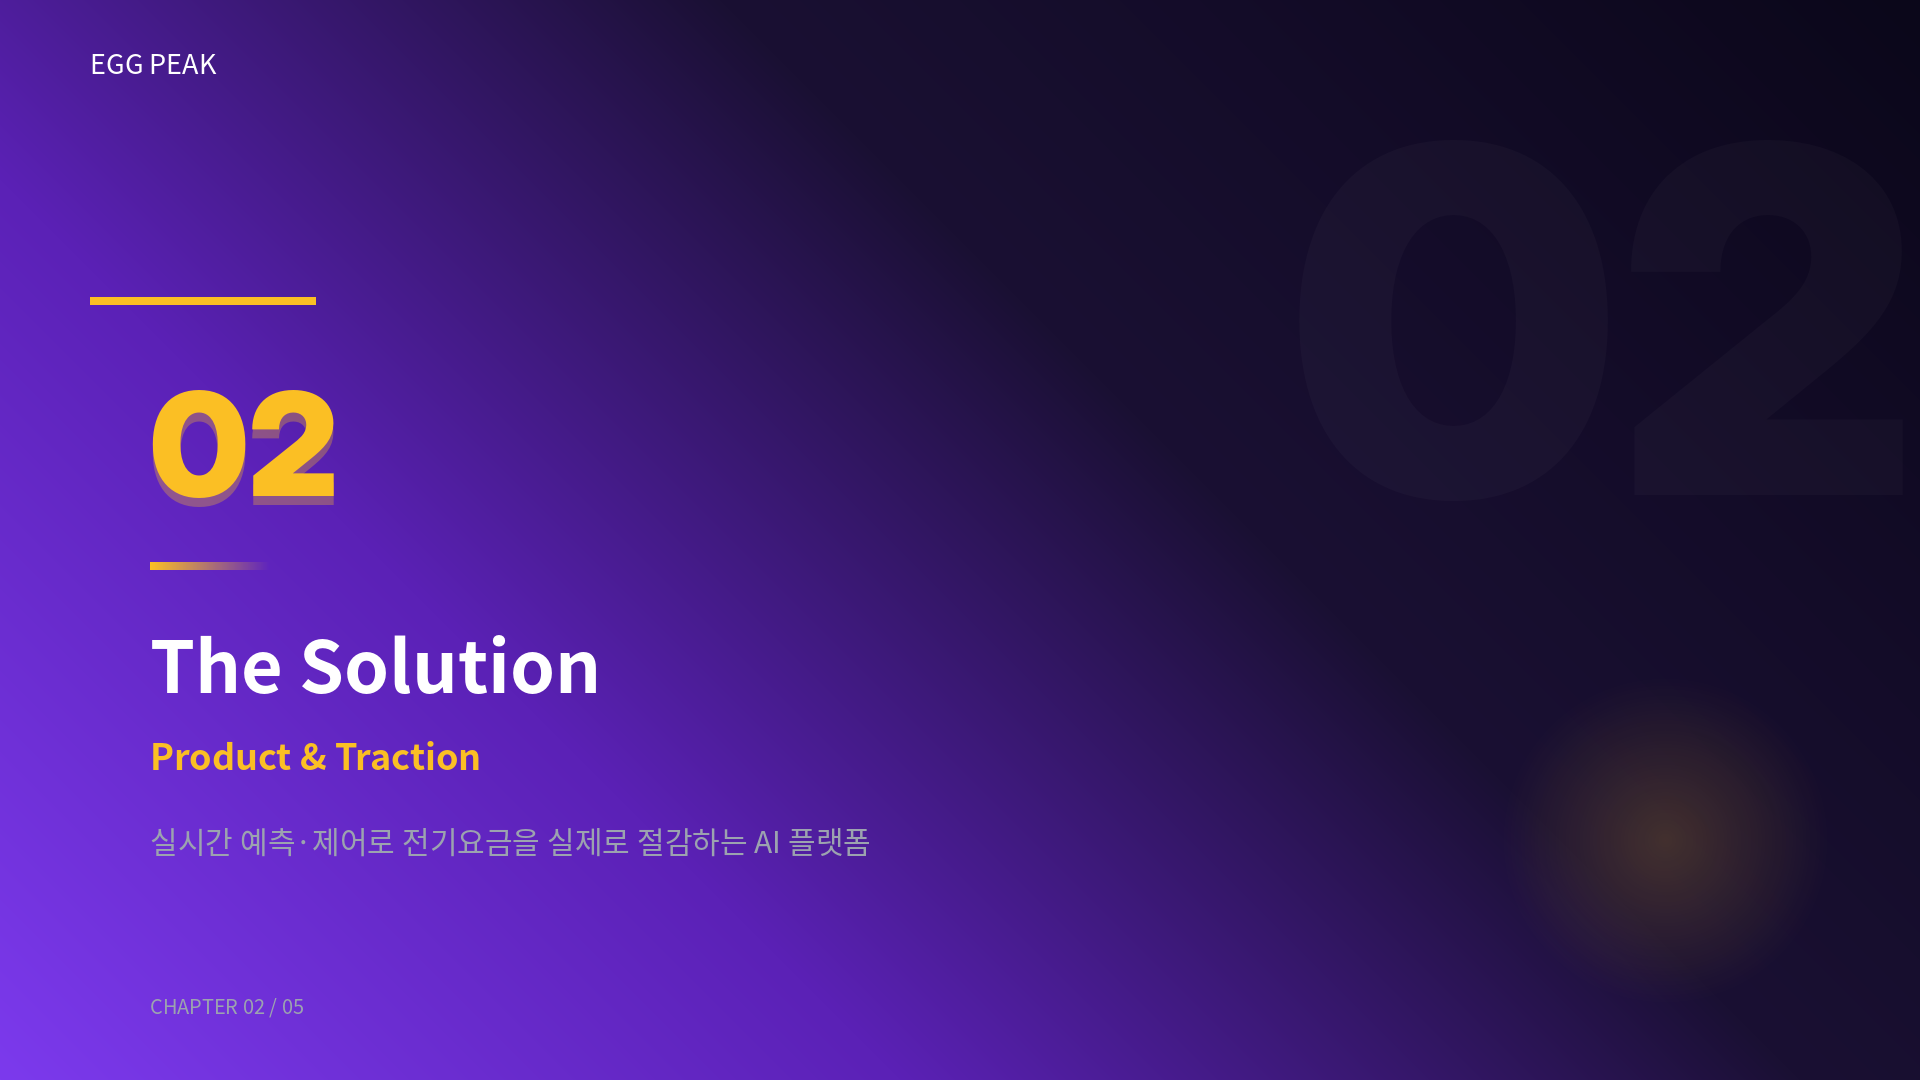 EGG PEAK
02
02
The Solution
Product & Traction
실시간 예측·제어로 전기요금을 실제로 절감하는 AI 플랫폼
CHAPTER 02 / 05